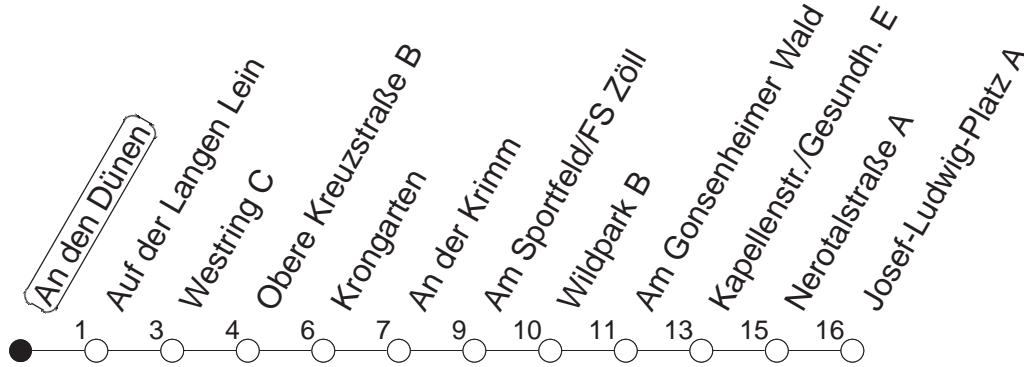 An den Dünen
Auf der Langen Lein
Westring C
Obere Kreuzstraße B
Krongarten
An der Krimm
Am Sportfeld/FS Zöll
Wildpark B
Am Gonsenheimer Wald
Kapellenstr./Gesundh. E
Nerotalstraße A
Josef-Ludwig-Platz A
1 3 4 6 7 9 10 11 13 15 16